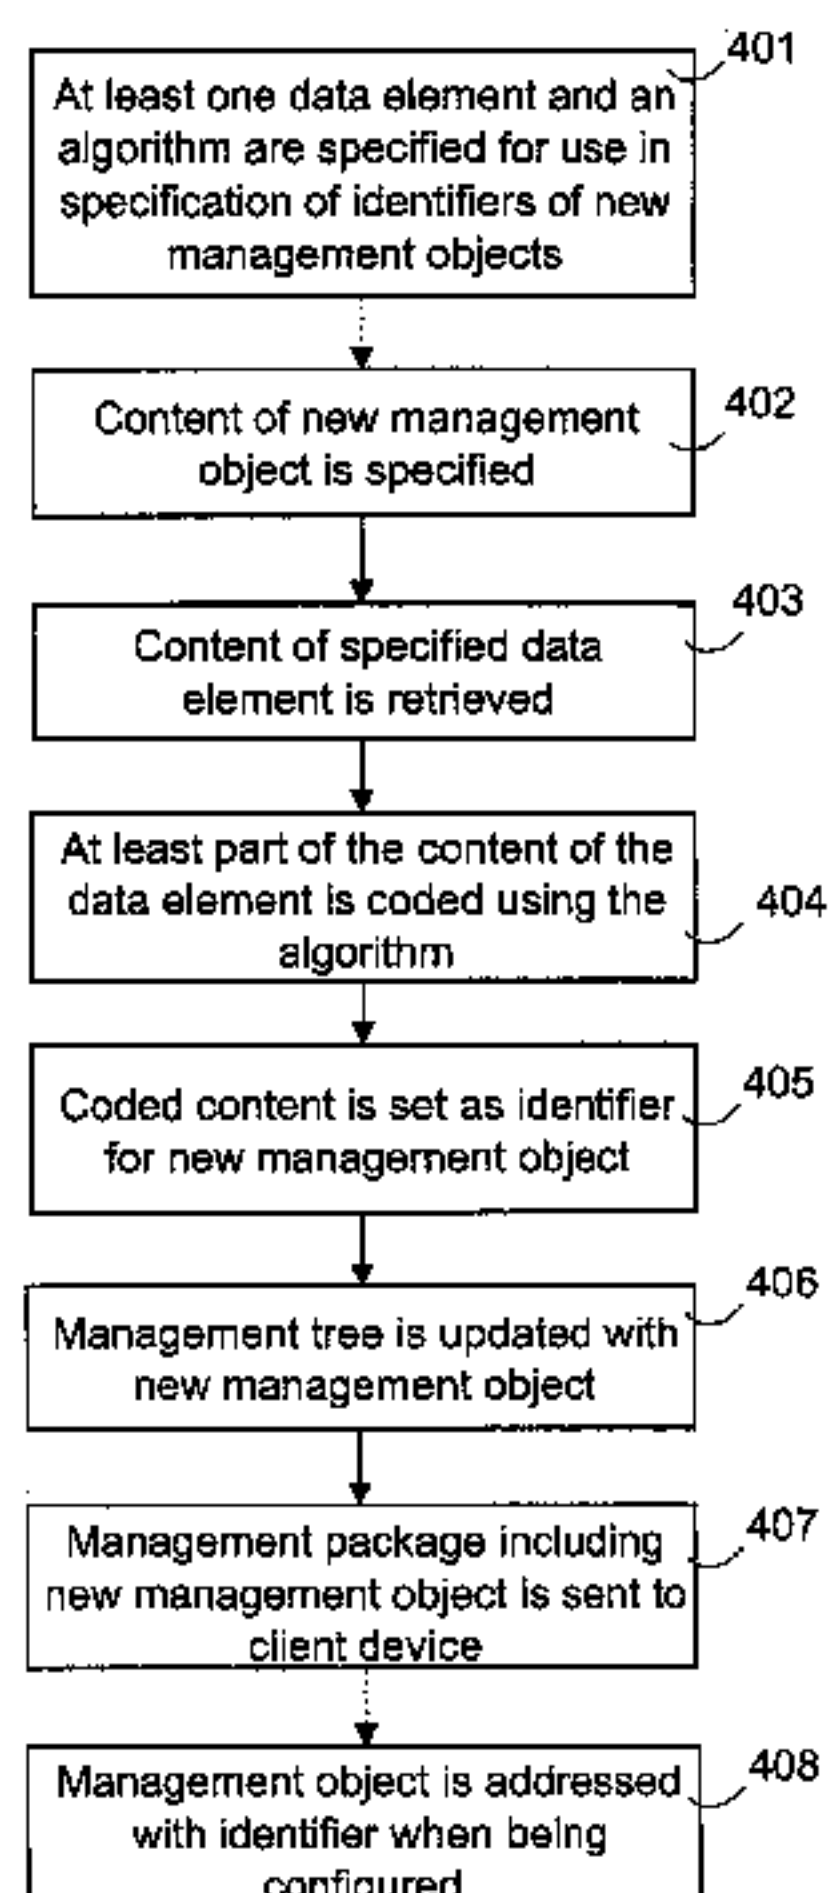 401
At least one data element and an
algorithm are specified for use in
specification of identifiers of new
management objects
402
Content of new management
object is specified
403
Content of specified data
element is retrieved
At least part of the content of the
data element is coded using the
404
algorithm
405
Coded content is set as identifier
for new management object
406
Management tree is updated with
new management object
407
Management package including
new management object is sent to
client device
408
Management object is addressed
with identifier when being
configured